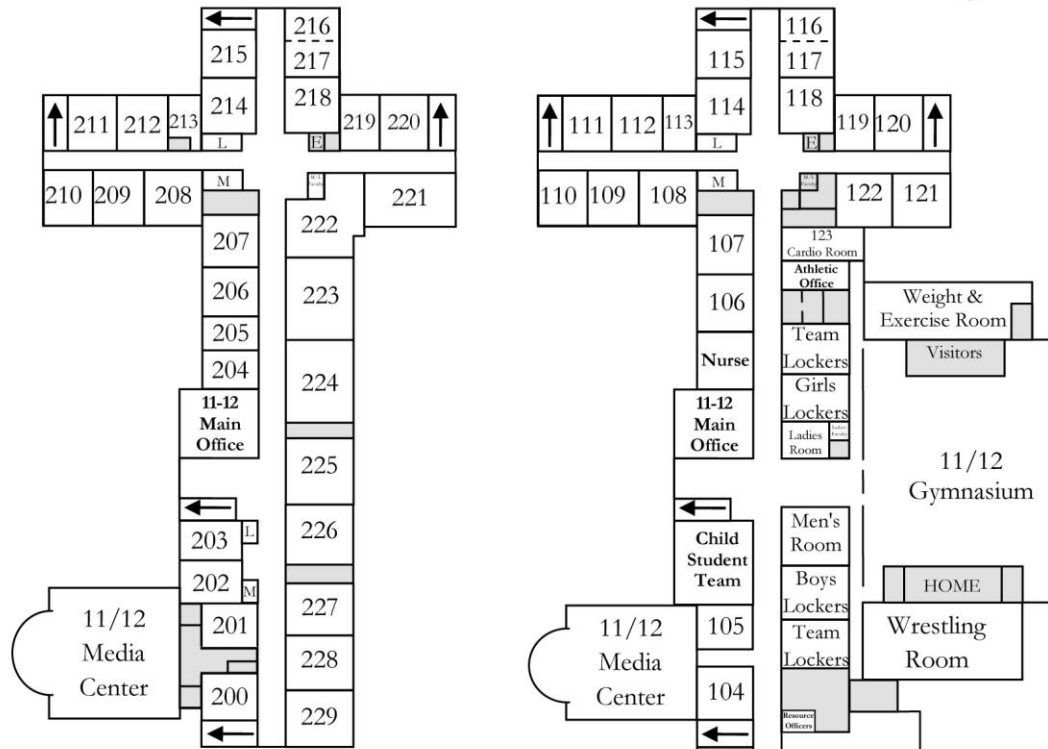 216
215
217
218
214
211
212
213
219
220
L
E
M
210
209
208
221
222
207
206
223
205
204
224
11-12
Main
Office
225
203
L
226
202
M
201
227
11/12
Media
Center
228
200
229
116
115
117
118
114
111
112
113
119
120
L
E
M
110
109
108
122
121
107
123
Cardio Room
Athletic
Office
106
Weight &
Exercise Room
Team
Lockers
Visitors
Nurse
Girls
Lockers
11-12
Main
Office
Ladies
Room
11/12
Gymnasium
Men's
Room
Child
Student
Team
Boys
Lockers
HOME
11/12
Media
Center
105
Team
Lockers
Wrestling
Room
104
Resource
Officers